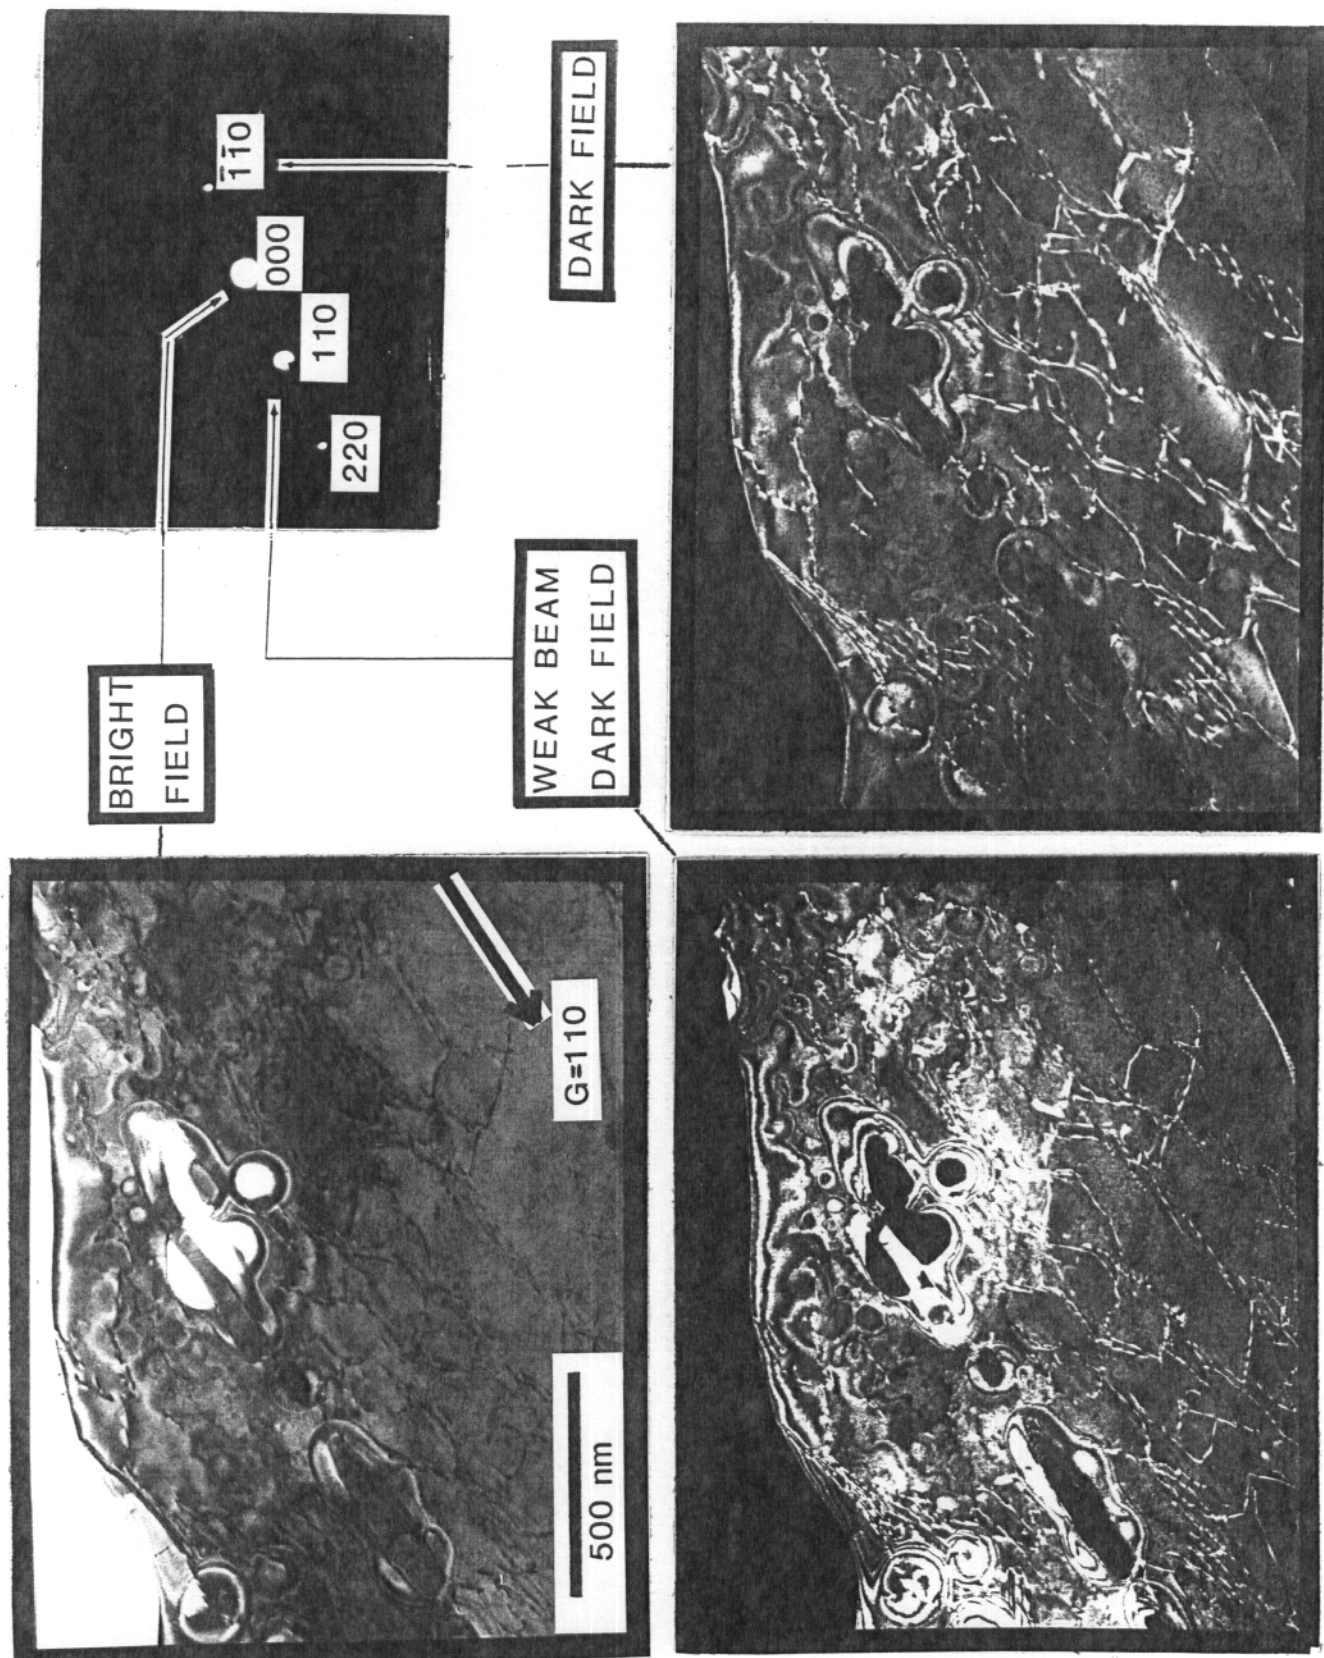 1̄1̄0
000
110
220
DARK FIELD
BRIGHT
FIELD
WEAK BEAM
DARK FIELD
G=110
500 nm